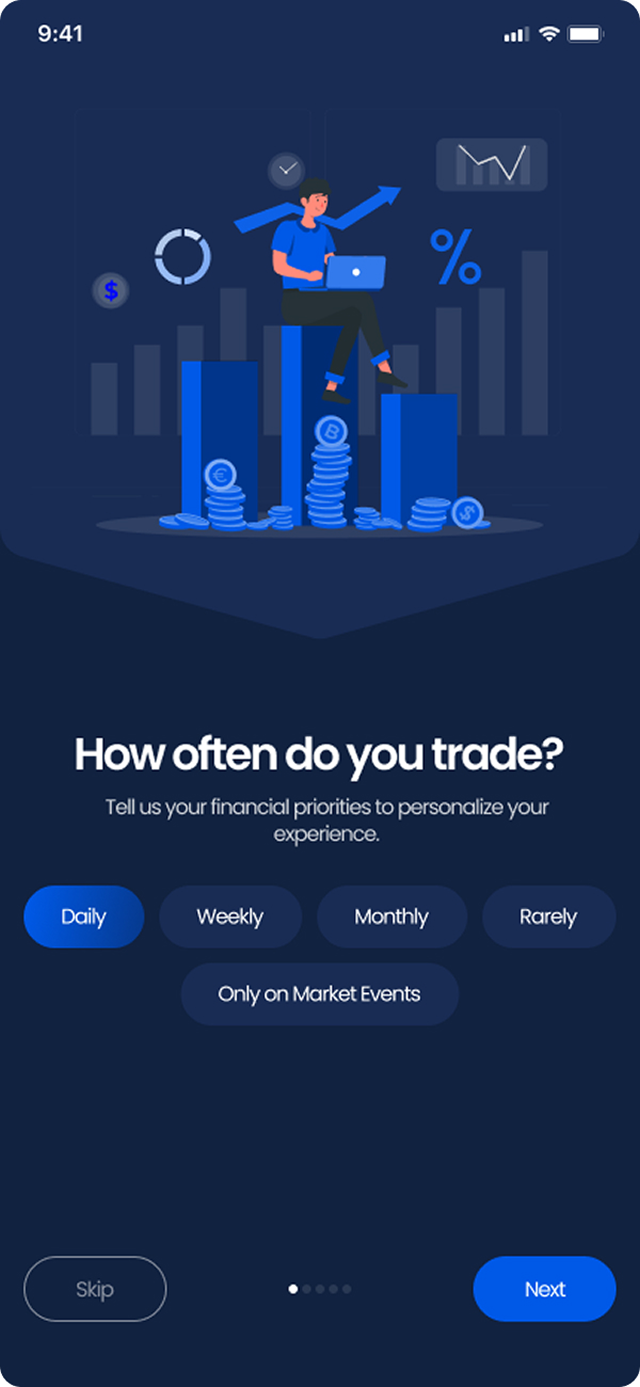 9:41
$
%
€
B
$
How often do you trade?
Tell us your financial priorities to personalize your
experience.
Daily
Weekly
Monthly
Rarely
Only on Market Events
Skip
Next